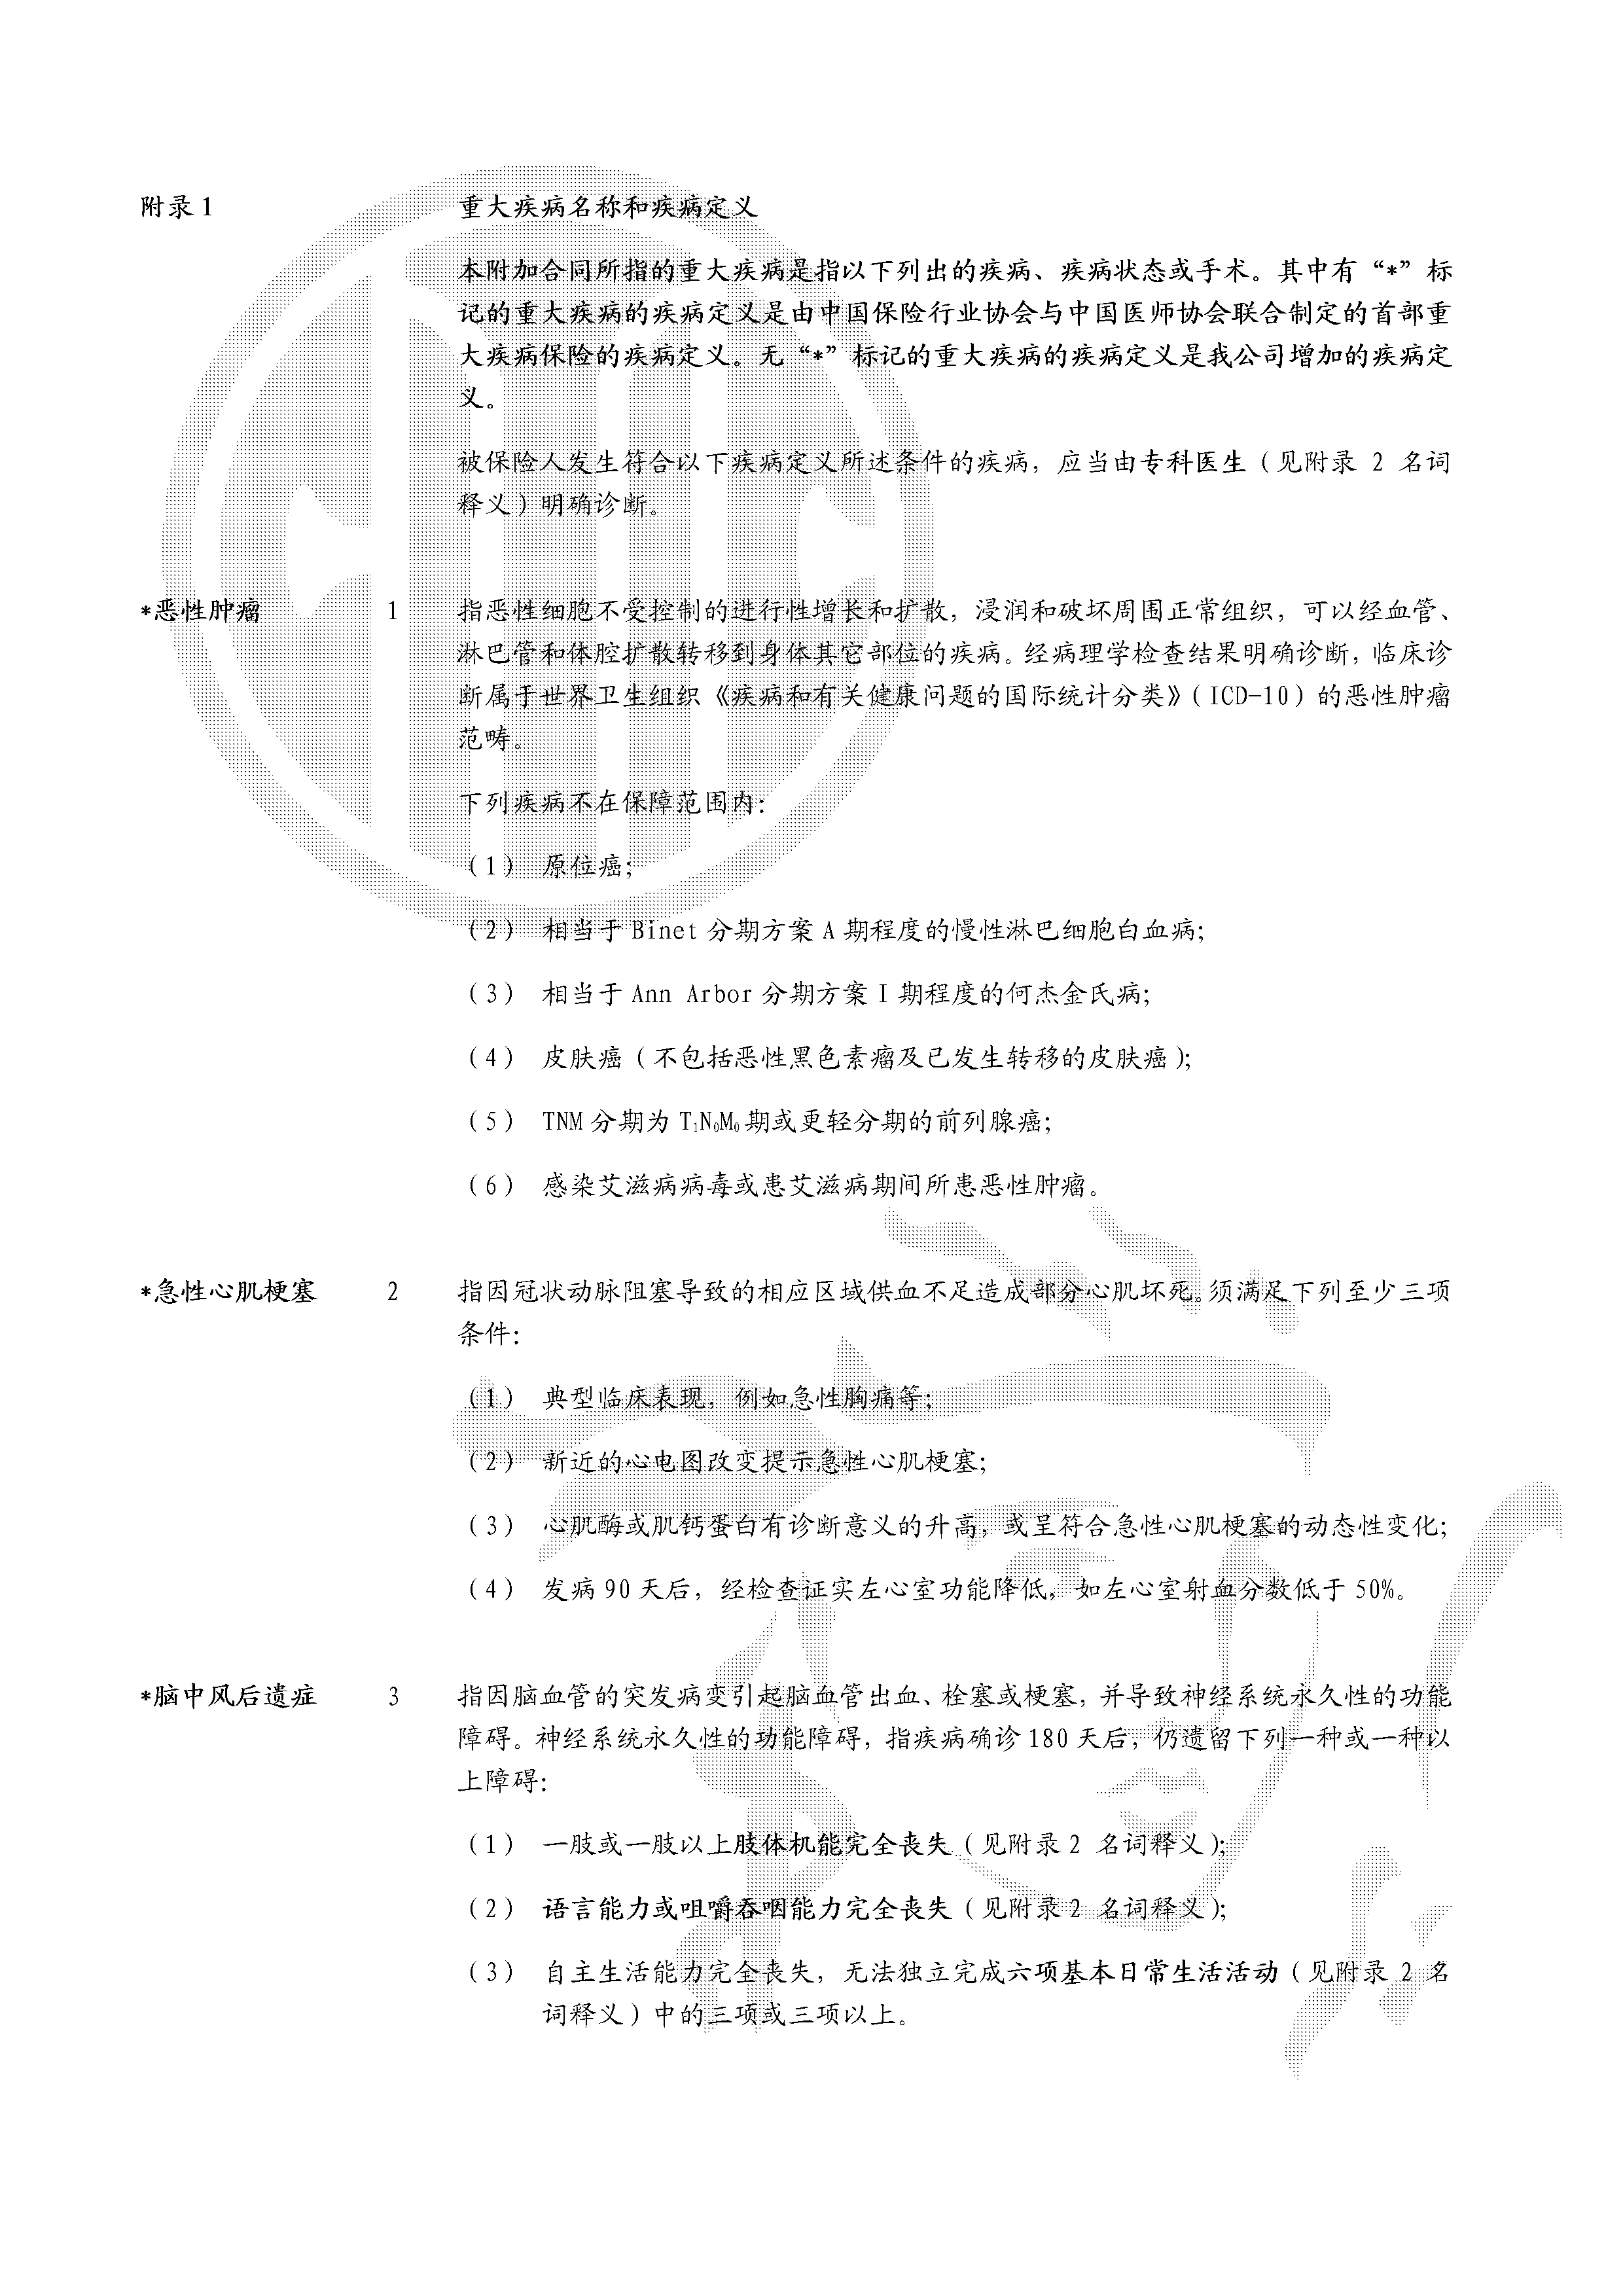 附录 1 重大疾病名称和疾病定义
本附加合同所指的重大疾病是指以下列出的疾病、疾病状态或手术。其中有“*”标
记的重大疾病的疾病定义是由中国保险行业协会与中国医师协会联合制定的首部重
大疾病保险的疾病定义。无“*”标记的重大疾病的疾病定义是我公司增加的疾病定
义。
被保险人发生符合以下疾病定义所述条件的疾病，应当由专科医生（见附录 2 名词
释义）明确诊断。
*恶性肿瘤 1 指恶性细胞不受控制的进行性增长和扩散，浸润和破坏周围正常组织，可以经血管、
淋巴管和体腔扩散转移到身体其它部位的疾病。经病理学检查结果明确诊断，临床诊
断属于世界卫生组织《疾病和有关健康问题的国际统计分类》（ICD-10）的恶性肿瘤
范畴。
下列疾病不在保障范围内：
（1） 原位癌；
（2） 相当于 Binet 分期方案 A 期程度的慢性淋巴细胞白血病；
（3） 相当于 Ann Arbor 分期方案 I 期程度的何杰金氏病；
（4） 皮肤癌（不包括恶性黑色素瘤及已发生转移的皮肤癌）；
（5） TNM 分期为 T₁N₀M₀ 期或更轻分期的前列腺癌；
（6） 感染艾滋病病毒或患艾滋病期间所患恶性肿瘤。
*急性心肌梗塞 2 指因冠状动脉阻塞导致的相应区域供血不足造成部分心肌坏死。须满足下列至少三项
条件：
（1） 典型临床表现，例如急性胸痛等；
（2） 新近的心电图改变提示急性心肌梗塞；
（3） 心肌酶或肌钙蛋白有诊断意义的升高，或呈符合急性心肌梗塞的动态性变化；
（4） 发病 90 天后，经检查证实左心室功能降低，如左心室射血分数低于 50%。
*脑中风后遗症 3 指因脑血管的突发病变引起脑血管出血、栓塞或梗塞，并导致神经系统永久性的功能
障碍。神经系统永久性的功能障碍，指疾病确诊 180 天后，仍遗留下列一种或一种以
上障碍：
（1） 一肢或一肢以上肢体机能完全丧失（见附录 2 名词释义）；
（2） 语言能力或咀嚼吞咽能力完全丧失（见附录 2 名词释义）；
（3） 自主生活能力完全丧失，无法独立完成六项基本日常生活活动（见附录 2 名
词释义）中的三项或三项以上。